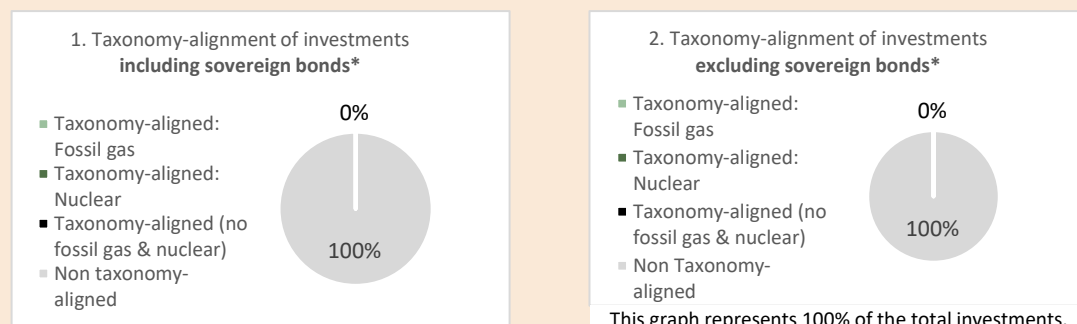 1. Taxonomy-alignment of investments
including sovereign bonds*
Taxonomy-aligned:
Fossil gas
Taxonomy-aligned:
Nuclear
Taxonomy-aligned (no
fossil gas & nuclear)
Non taxonomy-
aligned
0%
100%
2. Taxonomy-alignment of investments
excluding sovereign bonds*
Taxonomy-aligned:
Fossil gas
Taxonomy-aligned:
Nuclear
Taxonomy-aligned (no
fossil gas & nuclear)
Non Taxonomy-
aligned
0%
100%
This graph represents 100% of the total investments.